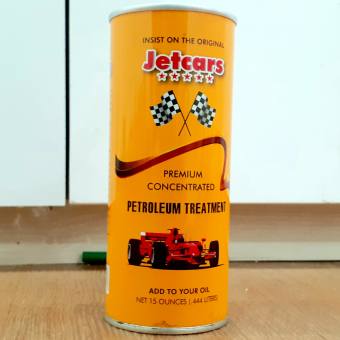 INSIST ON THE ORIGINAL
Jetcars
PREMIUM
CONCENTRATED
PETROLEUM TREATMENT
ADD TO YOUR OIL
NET 15 OUNCES (.444 LITERS)